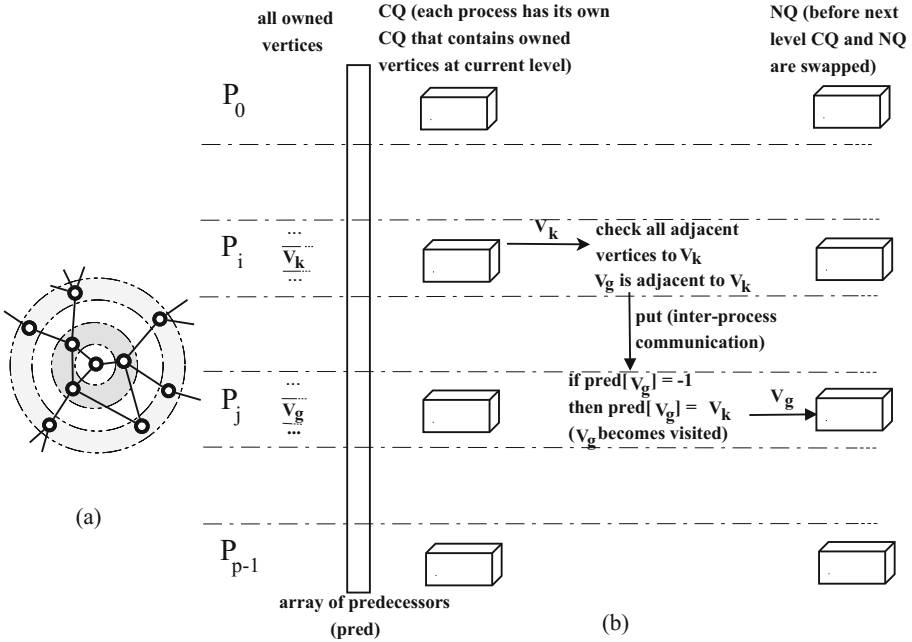 all owned
vertices
CQ (each process has its own
CQ that contains owned
vertices at current level)
NQ (before next
level CQ and NQ
are swapped)
P0
Pi
...
Vk ...
...
Vk
check all adjacent
vertices to Vk
Vg is adjacent to Vk
put (inter-process
communication)
Pj
...
Vg ...
...
if pred[ Vg] = -1
then pred[ Vg] = Vk
(Vg becomes visited)
Vg
(a)
Pp-1
array of predecessors
(pred)
(b)